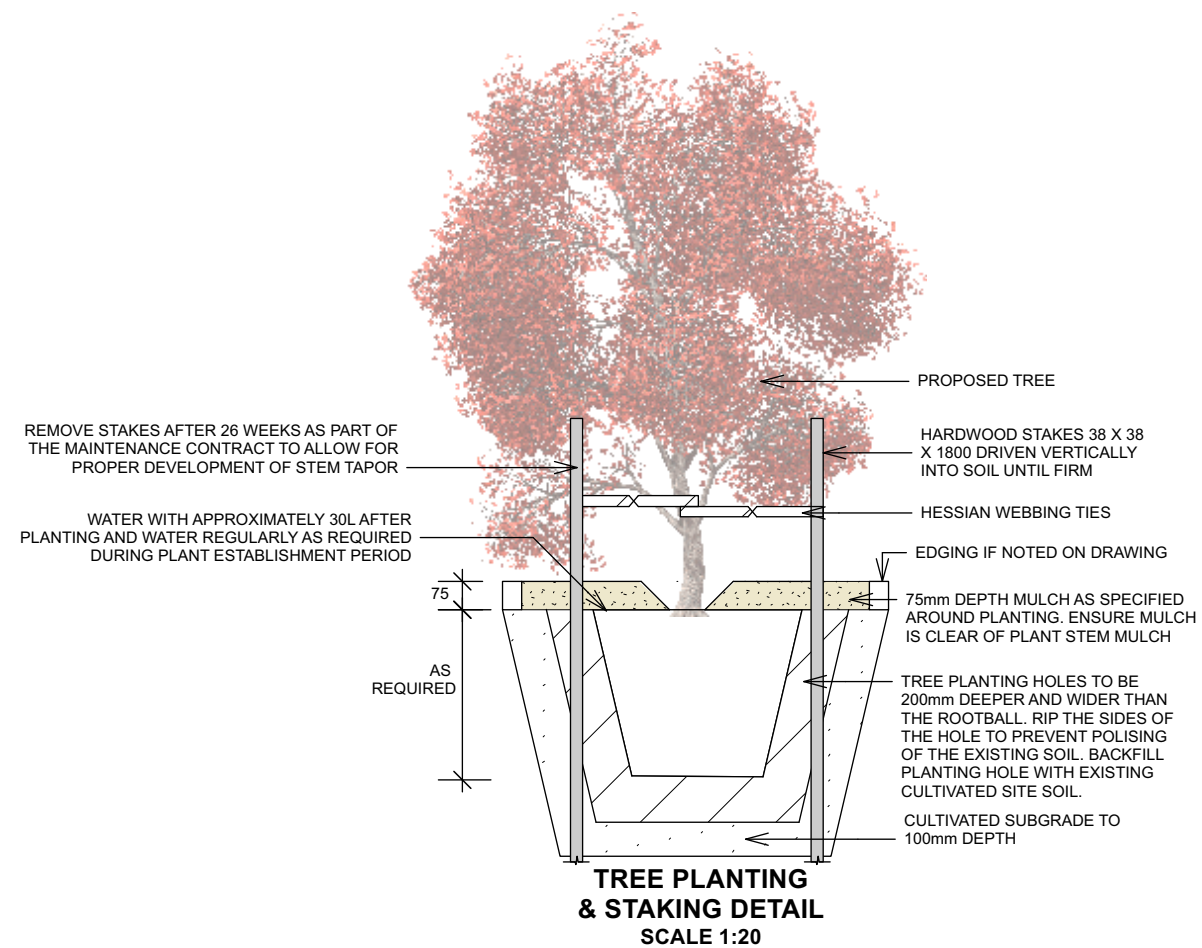 PROPOSED TREE
REMOVE STAKES AFTER 26 WEEKS AS PART OF
THE MAINTENANCE CONTRACT TO ALLOW FOR
PROPER DEVELOPMENT OF STEM TAPOR
HARDWOOD STAKES 38 X 38
X 1800 DRIVEN VERTICALLY
INTO SOIL UNTIL FIRM
HESSIAN WEBBING TIES
WATER WITH APPROXIMATELY 30L AFTER
PLANTING AND WATER REGULARLY AS REQUIRED
DURING PLANT ESTABLISHMENT PERIOD
EDGING IF NOTED ON DRAWING
75
75mm DEPTH MULCH AS SPECIFIED
AROUND PLANTING. ENSURE MULCH
IS CLEAR OF PLANT STEM MULCH
AS
REQUIRED
TREE PLANTING HOLES TO BE
200mm DEEPER AND WIDER THAN
THE ROOTBALL. RIP THE SIDES OF
THE HOLE TO PREVENT POLISING
OF THE EXISTING SOIL. BACKFILL
PLANTING HOLE WITH EXISTING
CULTIVATED SITE SOIL.
CULTIVATED SUBGRADE TO
100mm DEPTH
TREE PLANTING
& STAKING DETAIL
SCALE 1:20